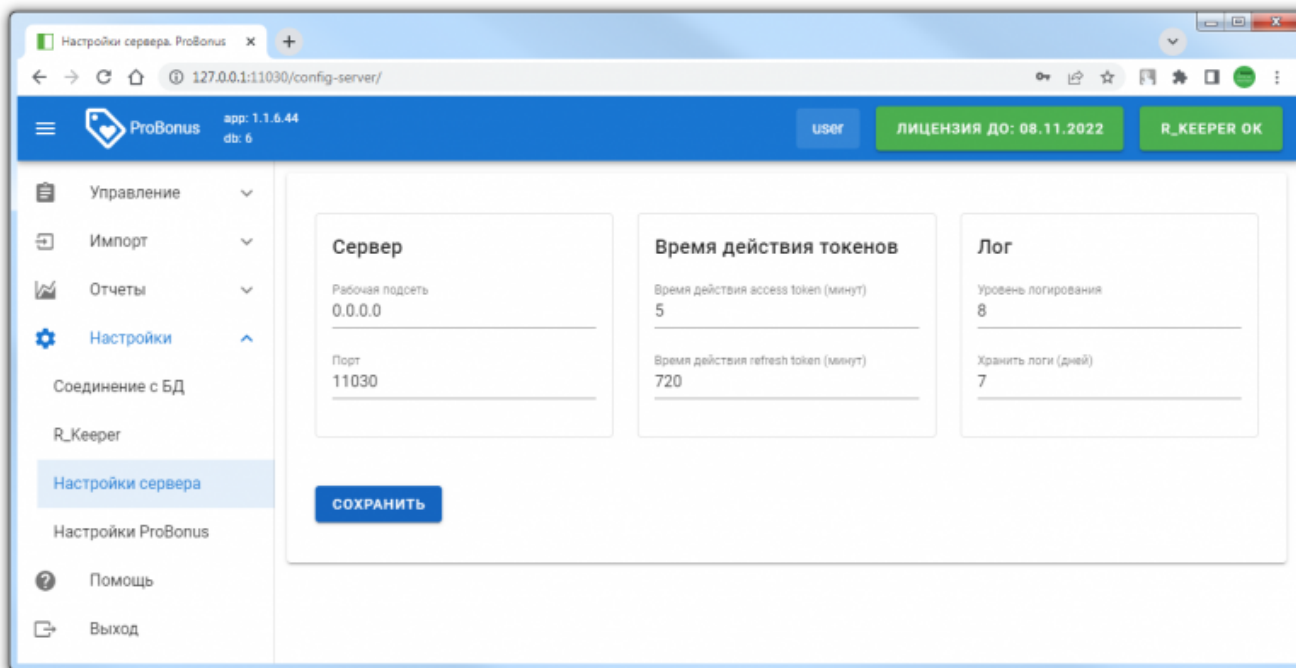 Настройки сервера. ProBonus
127.0.0.1:11030/config-server/
ProBonus
app: 1.1.6.44
db: 6
user
ЛИЦЕНЗИЯ ДО: 08.11.2022
R_KEEPER OK
Управление
Импорт
Отчеты
Настройки
Соединение с БД
R_Keeper
Настройки сервера
Настройки ProBonus
Помощь
Выход
Сервер
Рабочая подсеть
0.0.0.0
Порт
11030
Время действия токенов
Время действия access token (минут)
5
Время действия refresh token (минут)
720
Лог
Уровень логирования
8
Хранить логи (дней)
7
СОХРАНИТЬ